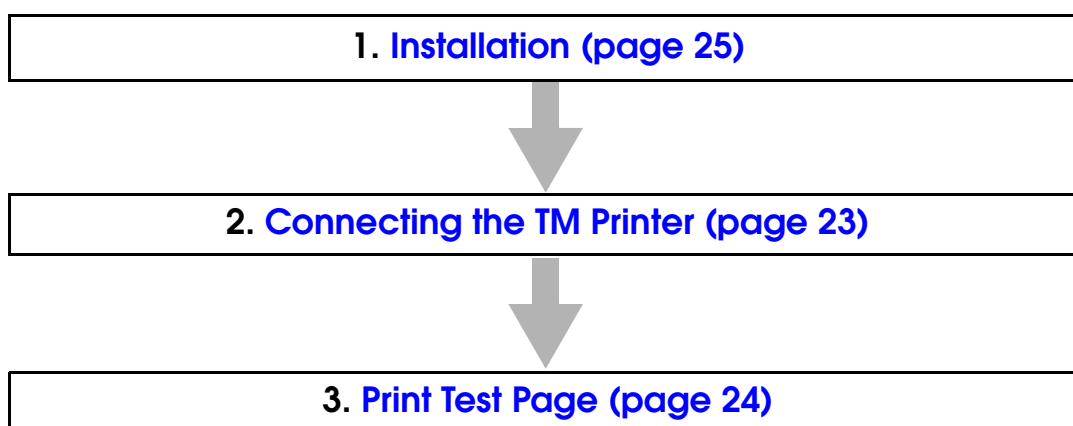 1. Installation (page 25)
2. Connecting the TM Printer (page 23)
3. Print Test Page (page 24)